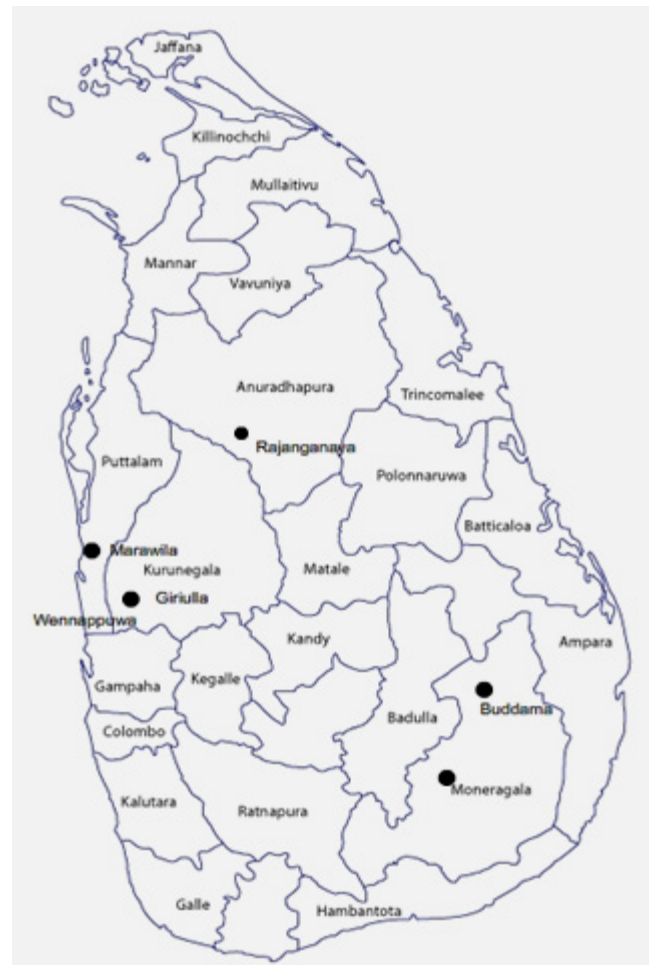 Jaffana
Killinochchi
Mullaitivu
Mannar
Vavuniya
Anuradhapura
Trincomalee
Rajanganaya
Puttalam
Polonnaruwa
Batticaloa
Marawila
Kurunegala
Matale
Giriulla
Wennappuwa
Kandy
Ampara
Kegalle
Gampaha
Badulla
Buddama
Colombo
Moneragala
Kalutara
Ratnapura
Galle
Hambantota